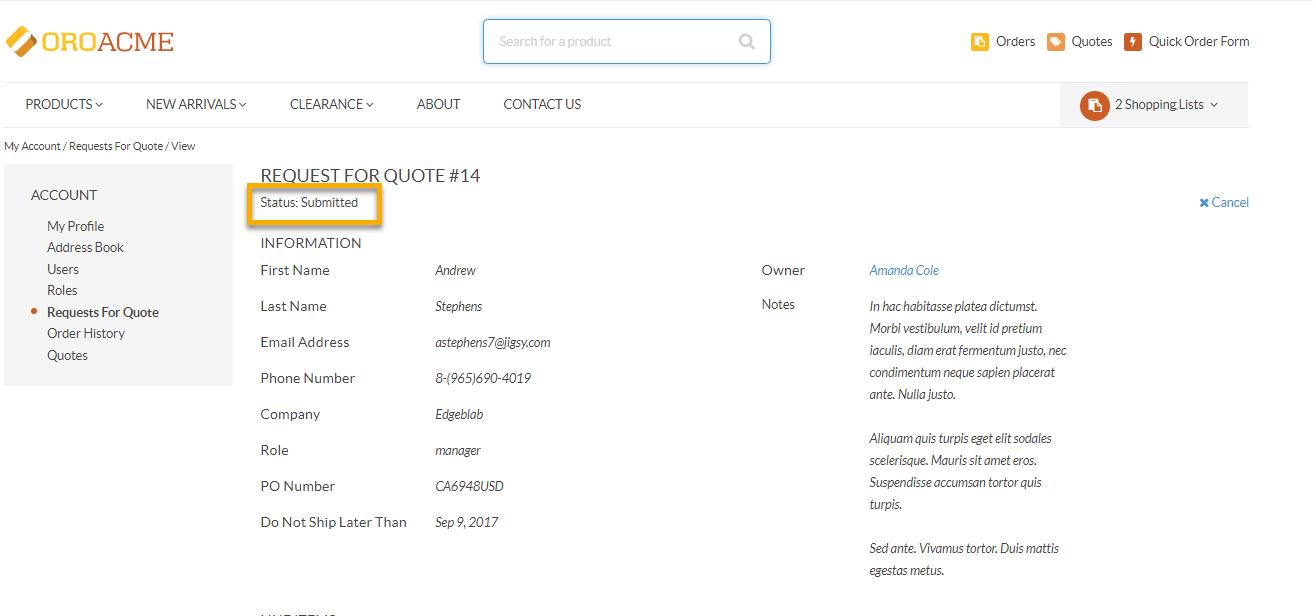 OROACME
Search for a product
Orders
Quotes
Quick Order Form
PRODUCTS
NEW ARRIVALS
CLEARANCE
ABOUT
CONTACT US
2 Shopping Lists
My Account / Requests For Quote / View
ACCOUNT
My Profile
Address Book
Users
Roles
Requests For Quote
Order History
Quotes
REQUEST FOR QUOTE #14
Status: Submitted
Cancel
INFORMATION
First Name Andrew
Last Name Stephens
Email Address astephens7@jigsy.com
Phone Number 8-(965)690-4019
Company Edgeblab
Role manager
PO Number CA6948USD
Do Not Ship Later Than Sep 9, 2017
Owner Amanda Cole
Notes In hac habitasse platea dictumst.
Morbi vestibulum, velit id pretium
iaculis, diam erat fermentum justo, nec
condimentum neque sapien placerat
ante. Nulla justo.
Aliquam quis turpis eget elit sodales
scelerisque. Mauris sit amet eros.
Suspendisse accumsan tortor quis
turpis.
Sed ante. Vivamus tortor. Duis mattis
egestas metus.